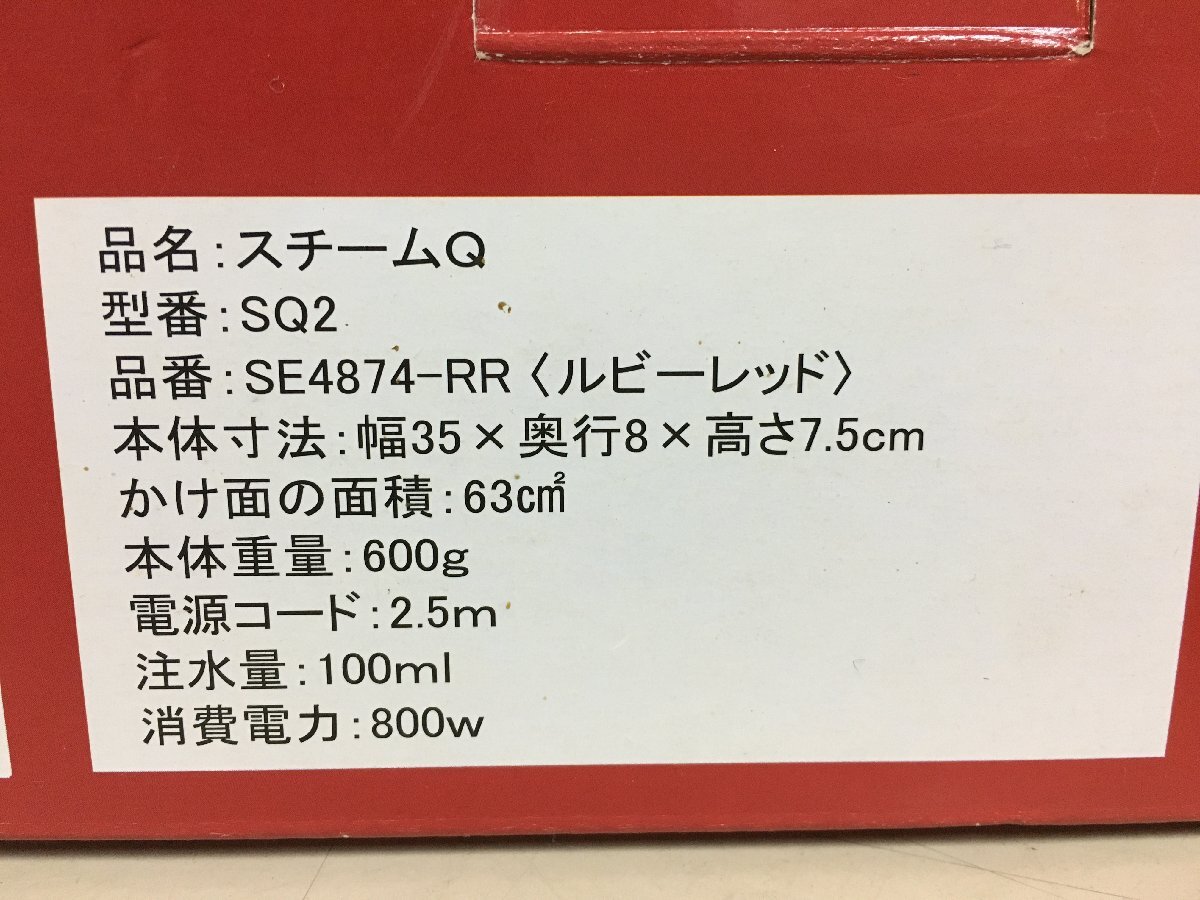 品名:スチームQ
型番:SQ2
品番:SE4874-RR〈ルビーレッド〉
本体寸法:幅35×奥行8×高さ7.5cm
かけ面の面積:63c㎡
本体重量:600g
電源コード:2.5m
注水量:100ml
消費電力:800w